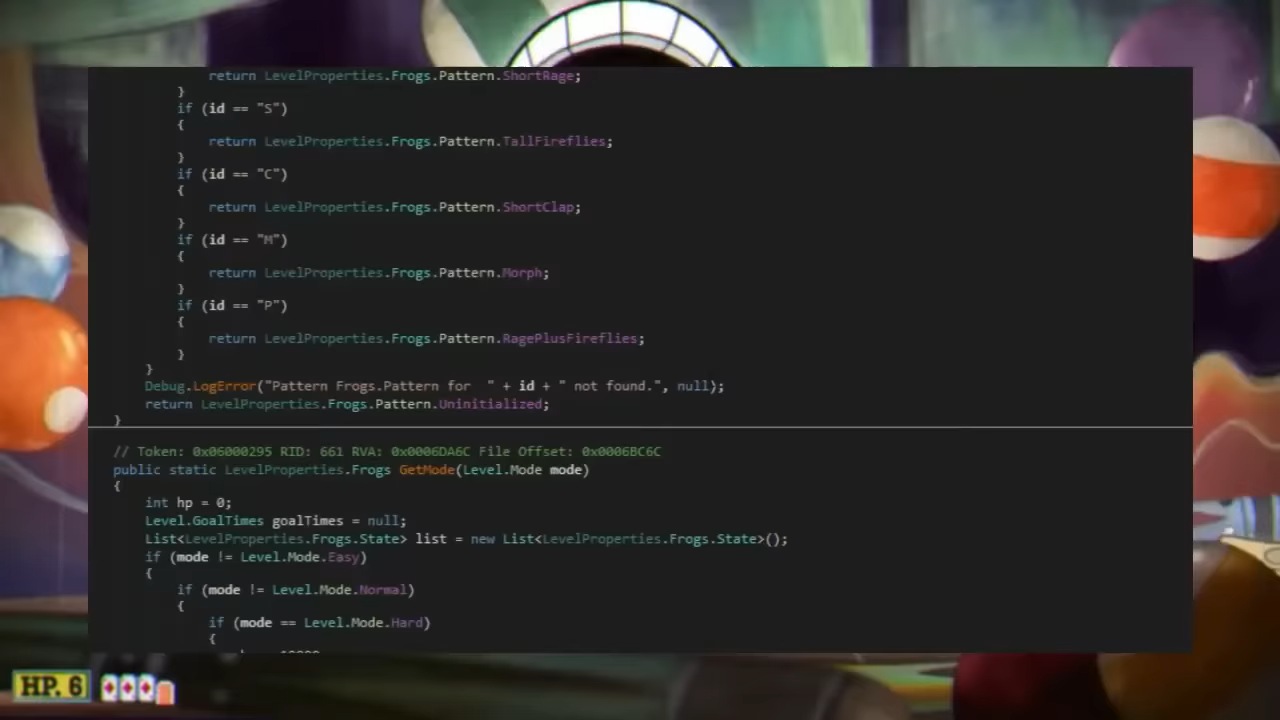 return LevelProperties.Frogs.Pattern.ShortRage;
}
if (id == "S")
{
return LevelProperties.Frogs.Pattern.TallFireflies;
}
if (id == "C")
{
return LevelProperties.Frogs.Pattern.ShortClap;
}
if (id == "M")
{
return LevelProperties.Frogs.Pattern.Morph;
}
if (id == "P")
{
return LevelProperties.Frogs.Pattern.RagePlusFireflies;
}
}
Debug.LogError("Pattern Frogs.Pattern for  " + id + " not found.", null);
return LevelProperties.Frogs.Pattern.Uninitialized;
}
// Token: 0x06000295 RID: 661 RVA: 0x0006DA6C File Offset: 0x0006BC6C
public static LevelProperties.Frogs GetMode(Level.Mode mode)
{
int hp = 0;
Level.GoalTimes goalTimes = null;
List<LevelProperties.Frogs.State> list = new List<LevelProperties.Frogs.State>();
if (mode != Level.Mode.Easy)
{
if (mode != Level.Mode.Normal)
{
if (mode == Level.Mode.Hard)
{
HP. 6